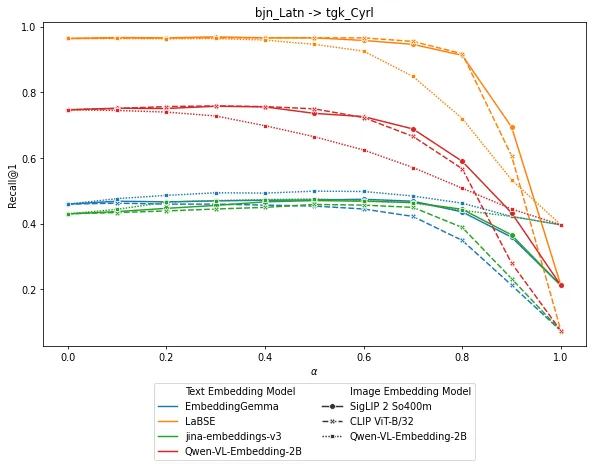 bjn_Latn -> tgk_Cyrl
Recall@1
1.0
0.8
0.6
0.4
0.2
0.0 0.2 0.4 0.6 0.8 1.0
α
Text Embedding Model
EmbeddingGemma
LaBSE
jina-embeddings-v3
Qwen-VL-Embedding-2B
Image Embedding Model
SigLIP 2 So400m
CLIP ViT-B/32
Qwen-VL-Embedding-2B